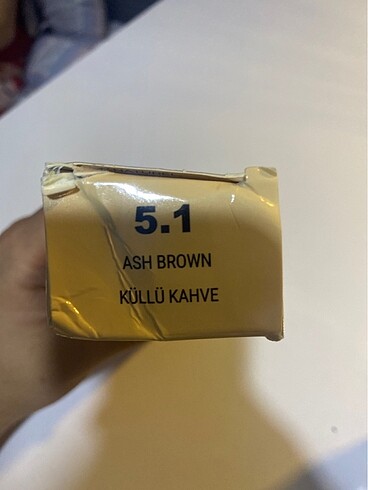 5.1
ASH BROWN
KÜLLÜ KAHVE